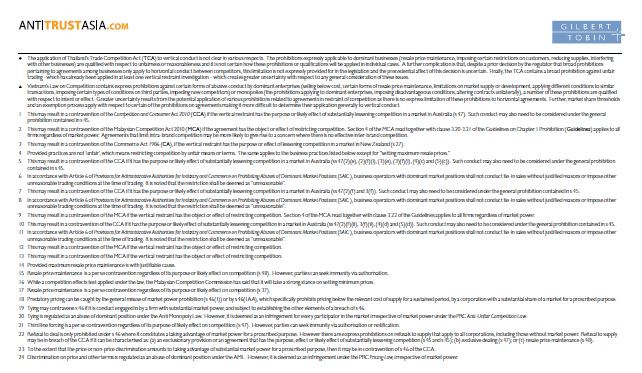 ANTITRUSTASIA.COM
GILBERT
+ TOBIN
♦ The application of Thailand's Trade Competition Act (TCA) to vertical conduct is not clear in various respects. The prohibitions expressly applicable to dominant businesses (resale price maintenance, imposing certain restrictions on customers, reducing supplies, interfering
with other businesses) are qualified with respect to unfairness or reasonableness and it is not certain how these prohibitions or qualifications will be applied in individual cases. A further complication is that, despite a prior decision by the regulator that broad prohibitions
pertaining to agreements among businesses only apply to horizontal conduct between competitors, this limitation is not expressly provided for in the legislation and the precedential effect of this decision is uncertain. Finally, the TCA contains a broad prohibition against unfair
trading which has already been applied in at least one vertical restraint investigation – which creates greater uncertainty with respect to any general consideration of these issues.
▲ Vietnam's Law on Competition contains express prohibitions against certain forms of abusive conduct by dominant enterprises (selling below cost, certain forms of resale price maintenance, limitations on market supply or development, applying different conditions to similar
transactions, imposing certain types of conditions on third parties, impeding new competitors) or monopolies (the prohibitions applying to dominant enterprises, imposing disadvantageous conditions, altering contracts unilaterally), a number of these prohibitions are qualified
with respect to intent or effect. Greater uncertainty results from the potential application of various prohibitions related to agreements in restraint of competition as there is no express limitation of these prohibitions to horizontal agreements. Further, market share thresholds
and an exemption process apply with respect to certain of the prohibitions on agreements making it more difficult to determine their application generally to vertical conduct.
1 This may result in a contravention of the Competition and Consumer Act 2010 (CCA) if the vertical restraint has the purpose or likely effect of substantially lessening competition in a market in Australia (s 47). Such conduct may also need to be considered under the general
prohibition contained in s 45.
2 This may result in a contravention of the Malaysian Competition Act 2010 (MCA) if the agreement has the object or effect of restricting competition. Section 4 of the MCA read together with clause 3.20-3.21 of the Guidelines on Chapter 1 Prohibition (Guidelines) applies to all
firms regardless of market power. Agreements that limit intra-brand competition may be more likely to give rise to a concern where there is no effective inter-brand competition.
3 This may result in a contravention of the Commerce Act 1986 (CA), if the vertical restraint has the purpose or effect of lessening competition in a market in New Zealand (s 27).
4 Provided practices are not 'unfair', which means restricting competition by unfair means or terms. The same applies to the business practices listed below except for "setting maximum resale prices."
5 This may result in a contravention of the CCA if it has the purpose or likely effect of substantially lessening competition in a market in Australia (ss 47(2)(e), (2)(f)(i), (3)(e), (3)(f)(i), (9)(c) and (5)(c)). Such conduct may also need to be considered under the general prohibition
contained in s 45.
6 In accordance with Article 6 of Provisions for Administrative Authorities for Industry and Commerce on Prohibiting Abuses of Dominant Market Positions (SAIC), business operators with dominant market positions shall not conduct tie-in sales without justified reasons or impose other
unreasonable trading conditions at the time of trading. It is noted that the restriction shall be deemed as "unreasonable".
7 This may result in a contravention of the CCA if it has the purpose or likely effect of substantially lessening competition in a market in Australia (ss 47(2)(f) and 3(f)). Such conduct may also need to be considered under the general prohibition contained in s 45.
8 In accordance with Article 6 of Provisions for Administrative Authorities for Industry and Commerce on Prohibiting Abuses of Dominant Market Positions (SAIC), business operators with dominant market positions shall not conduct tie-in sales without justified reasons or impose other
unreasonable trading conditions at the time of trading. It is noted that the restriction shall be deemed as "unreasonable".
9 This may result in a contravention of the MCA if the vertical restraint has the object or effect of restricting competition. Section 4 of the MCA read together with clause 3.22 of the Guidelines applies to all firms regardless of market power.
10 This may result in a contravention of the CCA if it has the purpose or likely effect of substantially lessening competition in a market in Australia (ss 47(2)(f)(ii), 3(f)(ii), (9)(d) and (5)(d)). Such conduct may also need to be considered under the general prohibition contained in s 45.
11 In accordance with Article 6 of Provisions for Administrative Authorities for Industry and Commerce on Prohibiting Abuses of Dominant Market Positions (SAIC), business operators with dominant market positions shall not conduct tie-in sales without justified reasons or impose other
unreasonable trading conditions at the time of trading. It is noted that the restriction shall be deemed as "unreasonable".
12 This may result in a contravention of the MCA if the vertical restraint has the object or effect of restricting competition.
13 This may result in a contravention of the MCA if the vertical restraint has the object or effect of restricting competition.
14 Provided maximum resale price maintenance is with justifiable cause.
15 Resale price maintenance is a per se contravention regardless of its purpose or likely effect on competition (s 48). However, parties can seek immunity via authorisation.
16 While a competition effects test applied under the law, the Malaysian Competition Commission has said that it will take a strong stance on setting minimum prices.
17 Resale price maintenance is a per se contravention regardless of its purpose or likely effect on competition (s 37).
18 Predatory pricing can be caught by the general misuse of market power prohibition (s 46(1)) or by s 46(1AA), which specifically prohibits pricing below the relevant cost of supply for a sustained period, by a corporation with a substantial share of a market for a proscribed purpose.
19 Tying may contravene s 46 if it is conduct engaged in by a firm with substantial market power, and subject to establishing the other elements of a breach of s 46.
20 Tying is regulated as an abuse of dominant position under the Anti Monopoly Law. However, it is deemed as an infringement for every participant in the market irrespective of market power under the PRC Anti-Unfair Competition Law.
21 Third line forcing is a per se contravention regardless of its purpose or likely effect on competition (s 47). However, parties can seek immunity via authorisation or notification.
22 Refusal to deal is only prohibited under s 46 where it constitutes a taking advantage of market power for a proscribed purpose. However there are express prohibitions on refusals to supply that apply to all corporations, including those without market power. Refusal to supply
may be in breach of the CCA if it can be characterised as: (a) an exclusionary provision or an agreement that has the purpose, effect or likely effect of substantially lessening competition (s 45 and s 45); (b) exclusive dealing (s 47); or (c) resale price maintenance (s 48).
23 To the extent that the price or non-price discrimination amounts to taking advantage of substantial market power for a proscribed purpose, then it may be in contravention of s 46 of the CCA.
24 Discrimination on price and other terms is regulated as an abuse of dominant position under the AML. However, it is deemed as an infringement under the PRC Pricing Law, irrespective of market power.